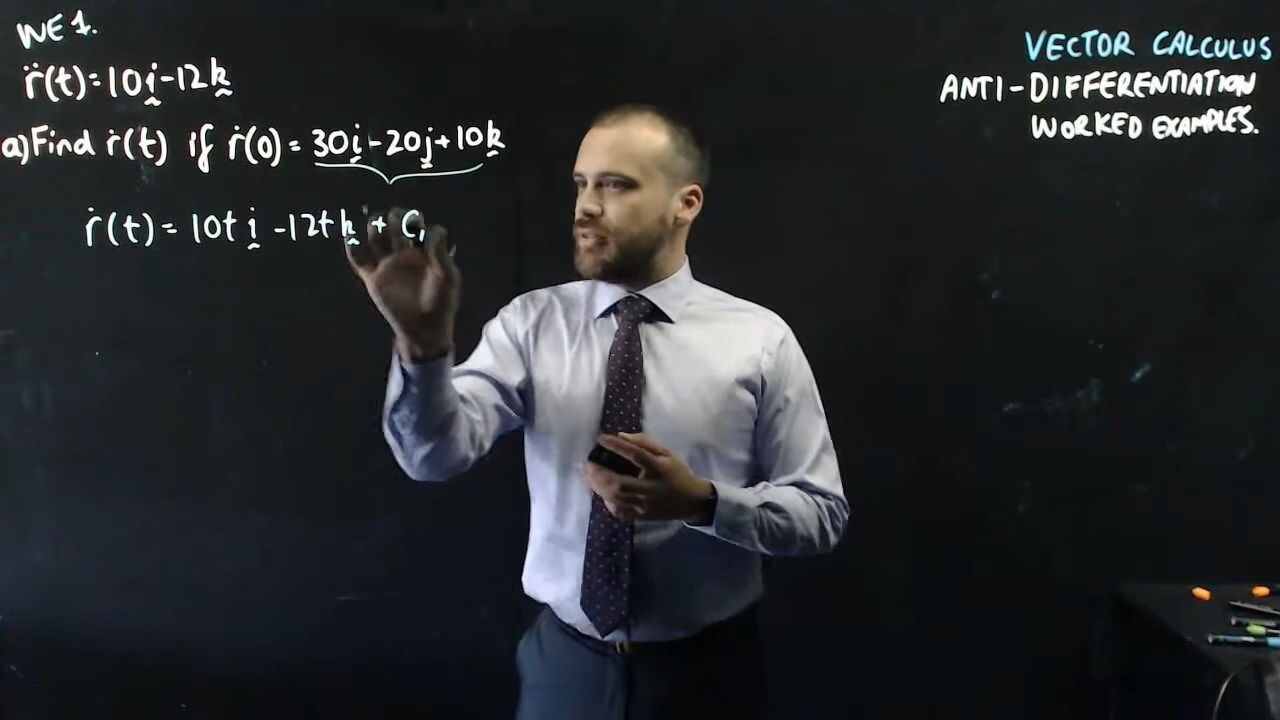 WE 1.
r̈(t)=10i-12k
a)Find ṙ(t) if ṙ(0)=30i-20j+10k
ṙ(t)=10t i -12t k + C₁
VECTOR CALCULUS
ANTI-DIFFERENTIATION
WORKED EXAMPLES.